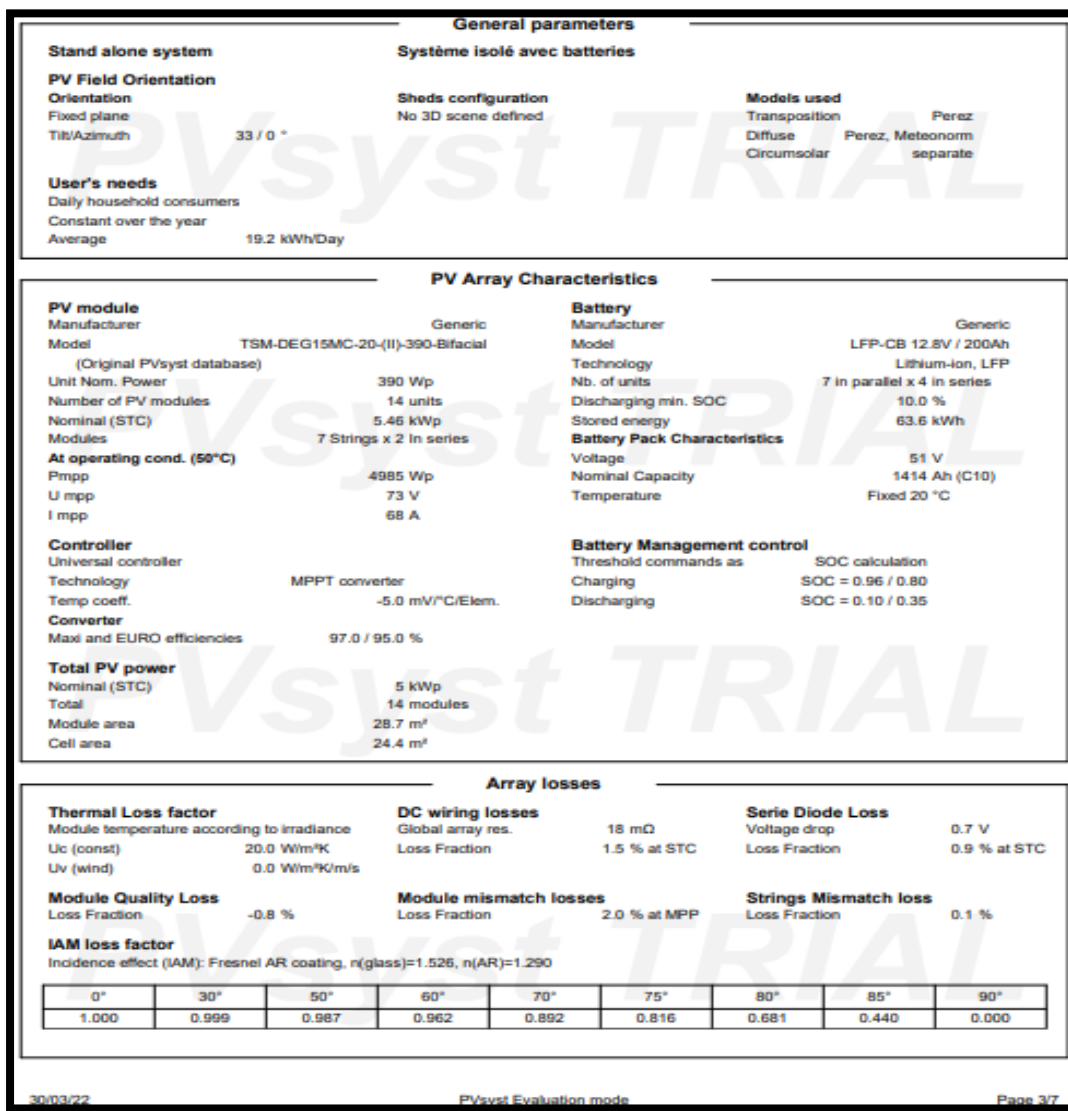 General parameters
Stand alone system Système isolé avec batteries
PV Field Orientation
Orientation Sheds configuration Models used
Fixed plane No 3D scene defined Transposition Perez
Tilt/Azimuth 33 / 0 ° Diffuse Perez, Meteonorm
Circumsolar separate
User's needs
Daily household consumers
Constant over the year
Average 19.2 kWh/Day
PVsyst TRIAL
PV Array Characteristics
PV module Battery
Manufacturer Generic Manufacturer Generic
Model TSM-DEG15MC-20-(II)-390-Bifacial Model LFP-CB 12.8V / 200Ah
(Original PVsyst database) Technology Lithium-ion, LFP
Unit Nom. Power 390 Wp Nb. of units 7 in parallel x 4 in series
Number of PV modules 14 units Discharging min. SOC 10.0 %
Nominal (STC) 5.46 kWp Stored energy 63.6 kWh
Modules 7 Strings x 2 In series Battery Pack Characteristics
At operating cond. (50°C) Voltage 51 V
Pmpp 4985 Wp Nominal Capacity 1414 Ah (C10)
U mpp 73 V Temperature Fixed 20 °C
I mpp 68 A
PVsyst TRIAL
Controller Battery Management control
Universal controller Threshold commands as SOC calculation
Technology MPPT converter Charging SOC = 0.96 / 0.80
Temp coeff. -5.0 mV/°C/Elem. Discharging SOC = 0.10 / 0.35
Converter
Maxi and EURO efficiencies 97.0 / 95.0 %
Total PV power
Nominal (STC) 5 kWp
Total 14 modules
Module area 28.7 m²
Cell area 24.4 m²
PVsyst TRIAL
Array losses
Thermal Loss factor DC wiring losses Serie Diode Loss
Module temperature according to irradiance Global array res. 18 mΩ Voltage drop 0.7 V
Uc (const) 20.0 W/m²K Loss Fraction 1.5 % at STC Loss Fraction 0.9 % at STC
Uv (wind) 0.0 W/m²K/m/s
Module Quality Loss Module mismatch losses Strings Mismatch loss
Loss Fraction -0.8 % Loss Fraction 2.0 % at MPP Loss Fraction 0.1 %
IAM loss factor
Incidence effect (IAM): Fresnel AR coating, n(glass)=1.526, n(AR)=1.290
PVsyst TRIAL
0° 30° 50° 60° 70° 75° 80° 85° 90°
1.000 0.999 0.987 0.962 0.892 0.816 0.681 0.440 0.000
30/03/22 PVsyst Evaluation mode Page 3/7